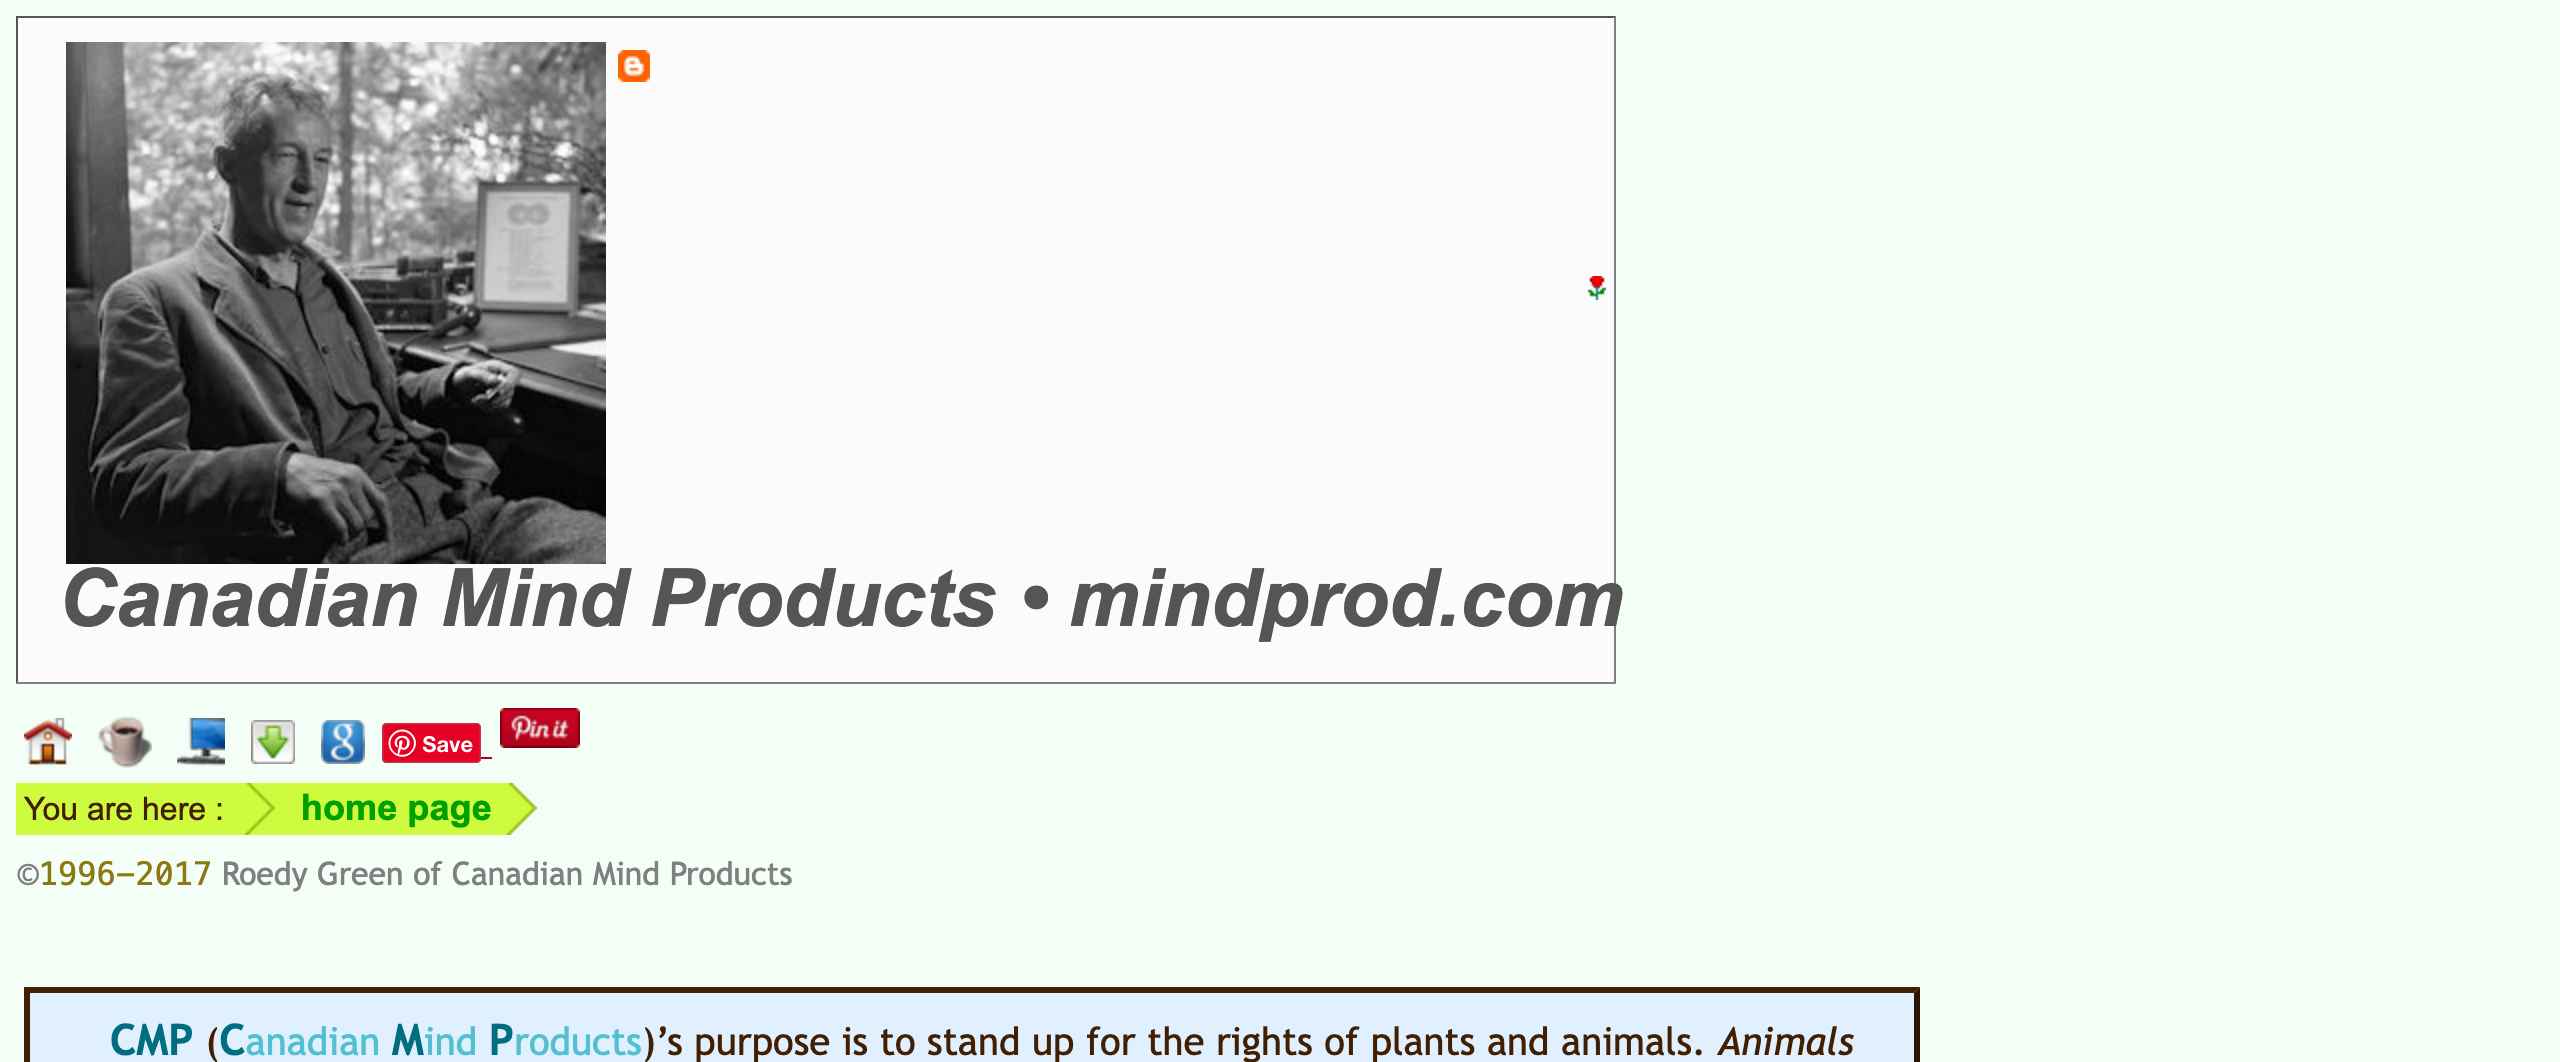 Canadian Mind Products • mindprod.com
Save
Pin it
You are here :
home page
©1996–2017 Roedy Green of Canadian Mind Products
CMP (Canadian Mind Products)’s purpose is to stand up for the rights of plants and animals. Animals